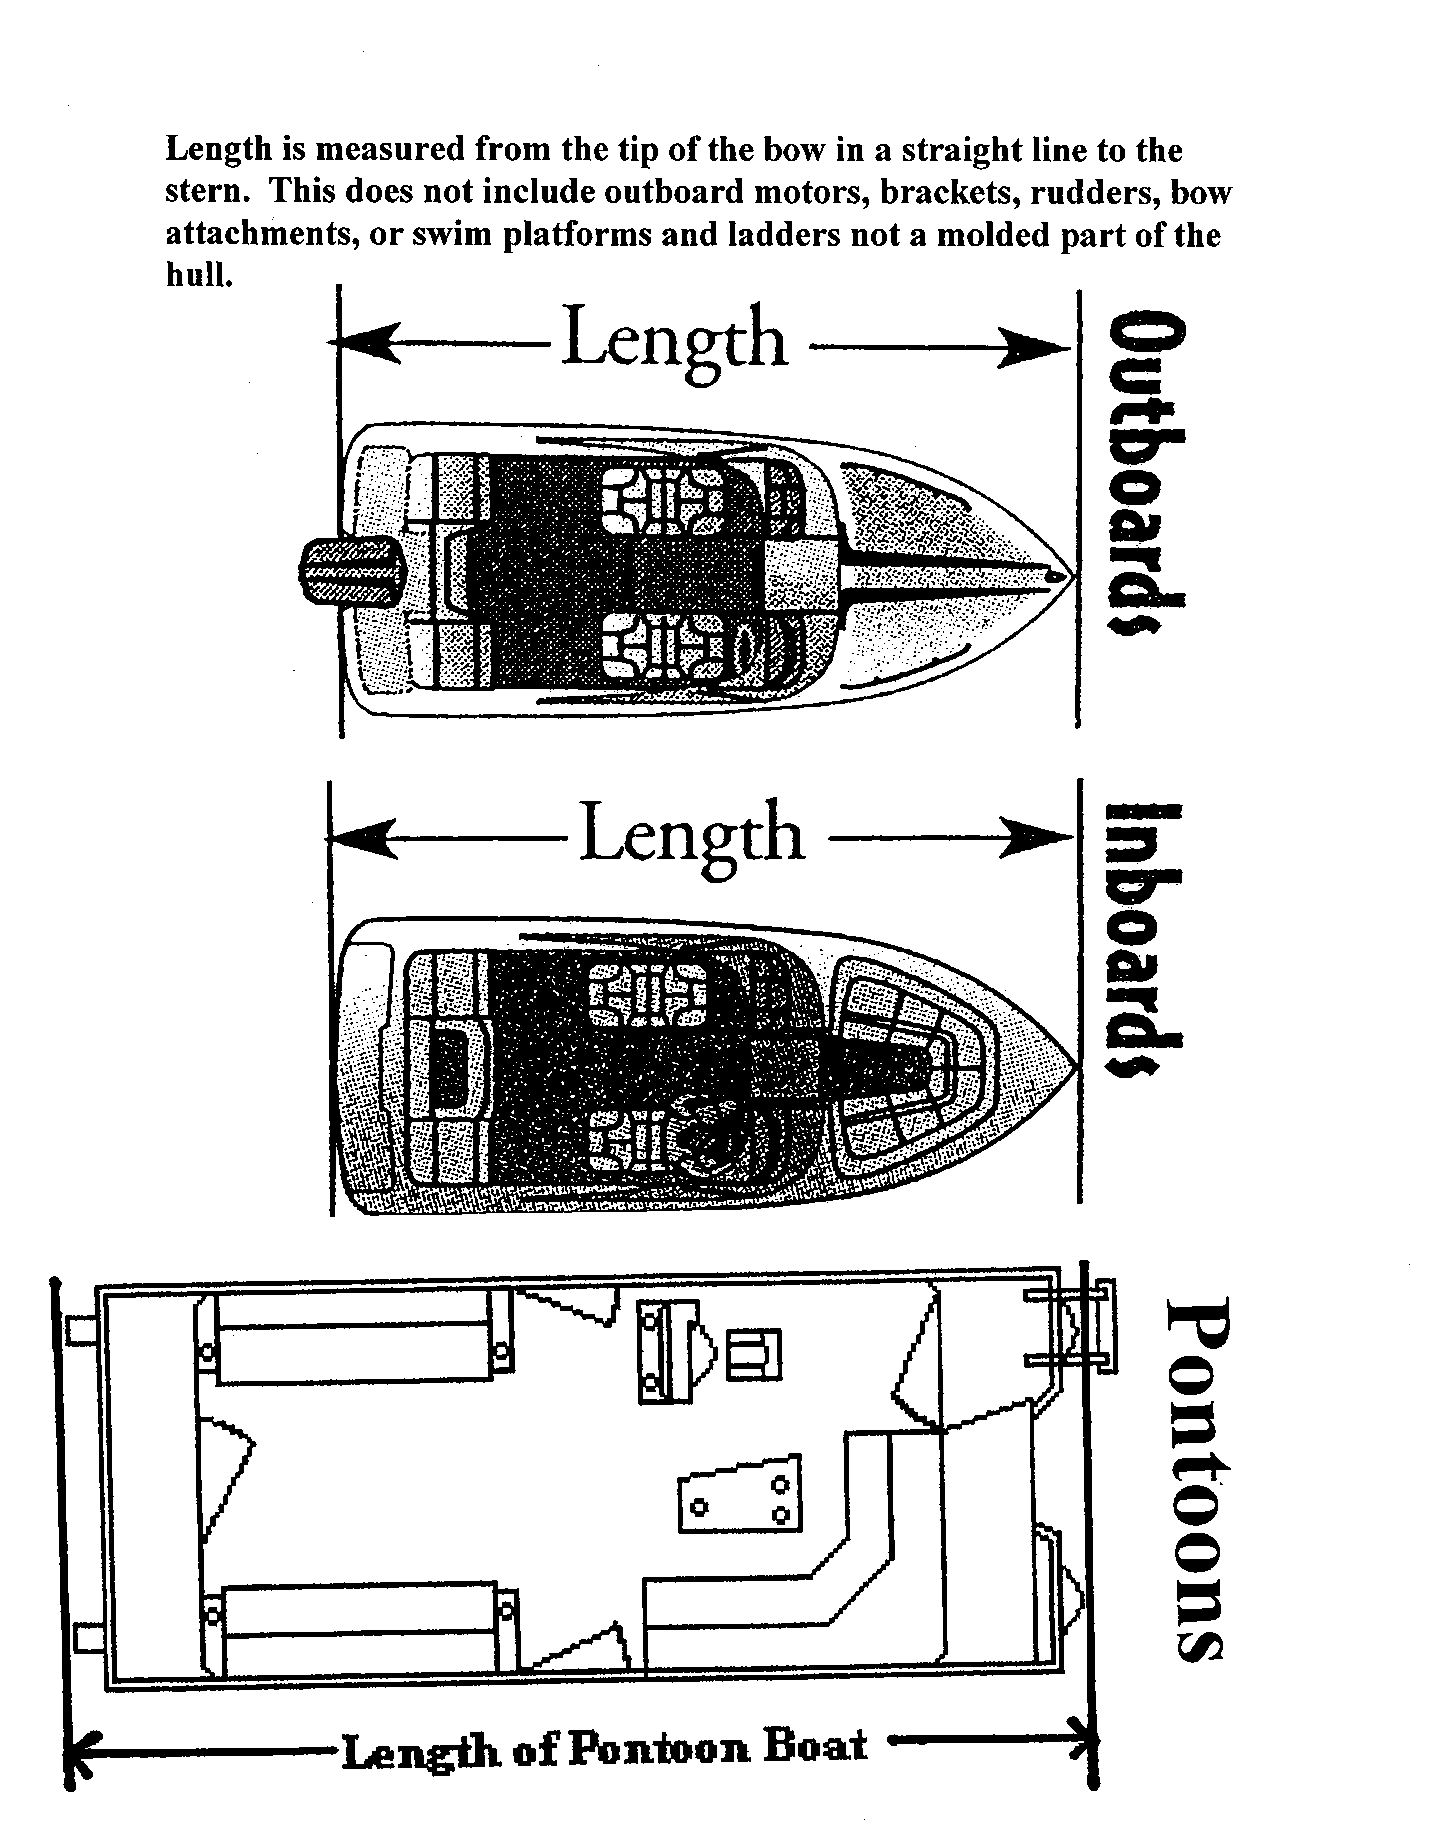 Length is measured from the tip of the bow in a straight line to the
stern.  This does not include outboard motors, brackets, rudders, bow
attachments, or swim platforms and ladders not a molded part of the
hull.
Length
Outboards
Length
Inboards
Pontoons
Length of Pontoon Boat